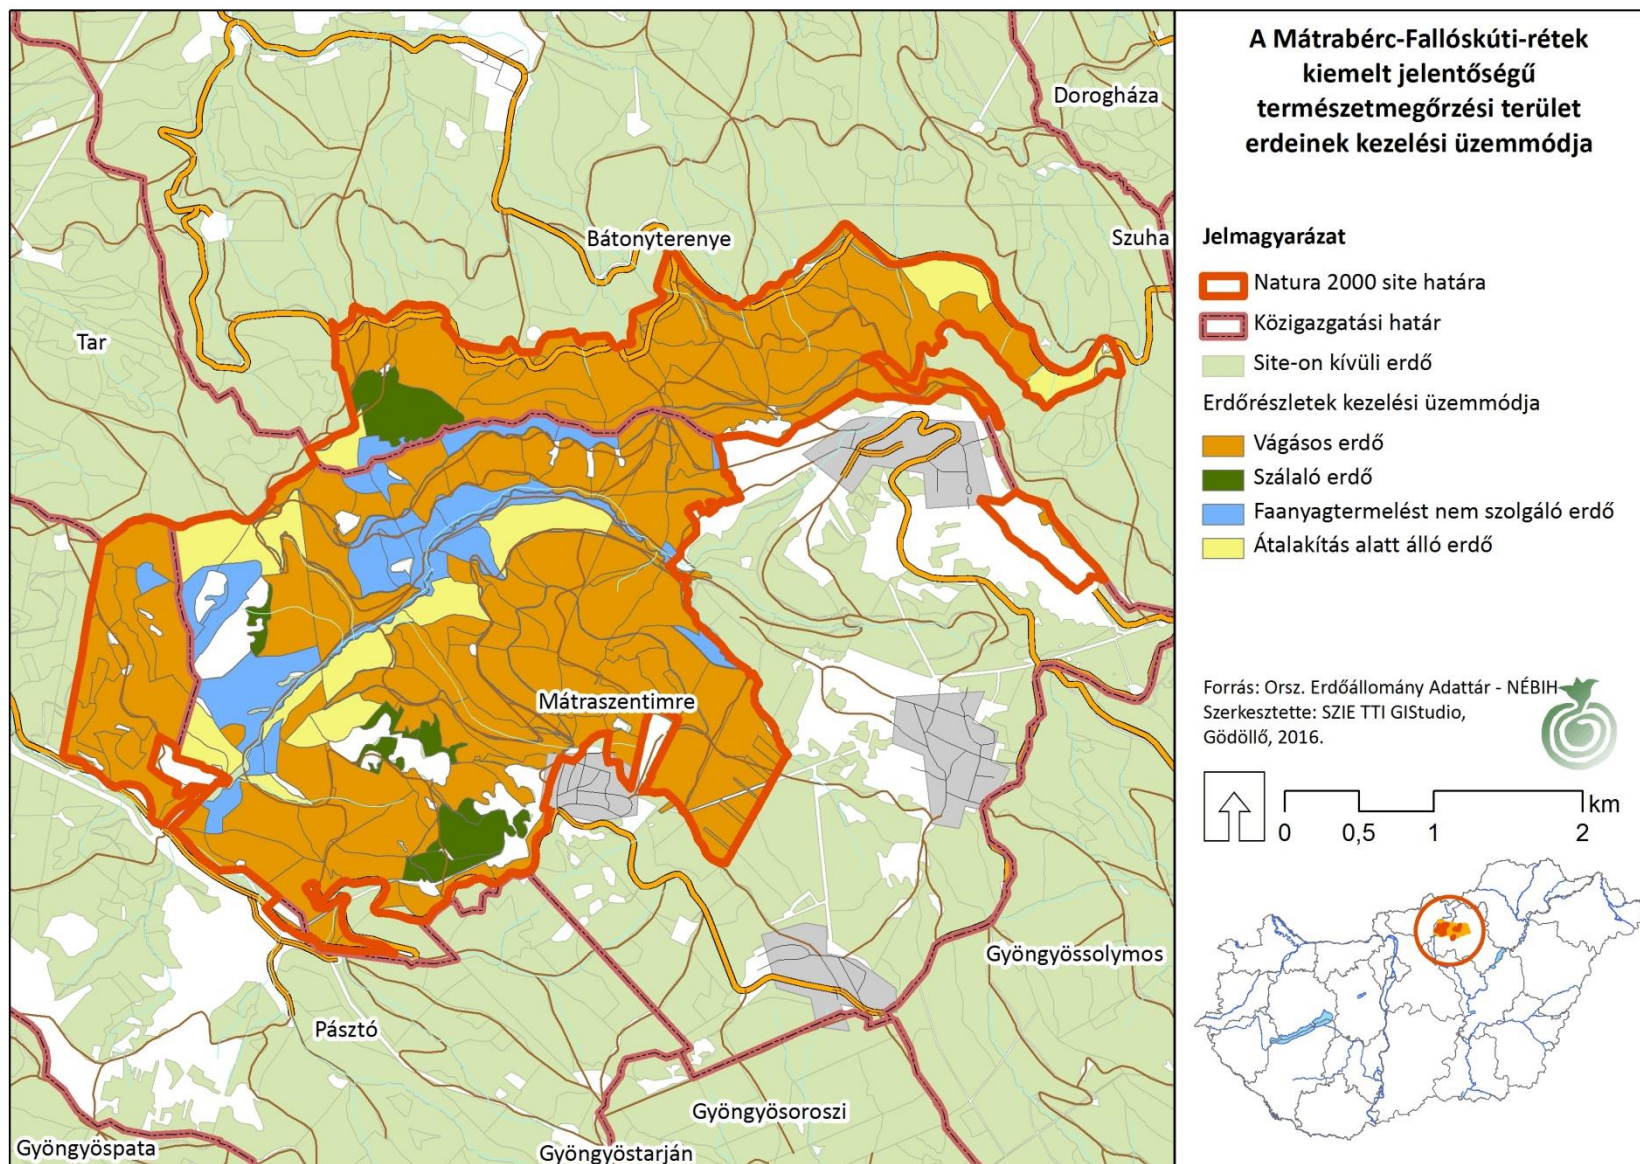 A Mátrabérc-Fallóskúti-rétek
kiemelt jelentőségű
természetmegőrzési terület
erdeinek kezelési üzemmódja
Jelmagyarázat
Natura 2000 site határa
Közigazgatási határ
Site-on kívüli erdő
Erdőrészletek kezelési üzemmódja
Vágásos erdő
Szálaló erdő
Faanyagtermelést nem szolgáló erdő
Átalakítás alatt álló erdő
Forrás: Orsz. Erdőállomány Adattár - NÉBIH
Szerkesztette: SZIE TTI GIStudio,
Gödöllő, 2016.
km
0 0,5 1 2
Dorogháza
Bátonyterenye
Szuha
Tar
Mátraszentimre
Gyöngyössolymos
Pásztó
Gyöngyösoroszi
Gyöngyöspata
Gyöngyöstarján